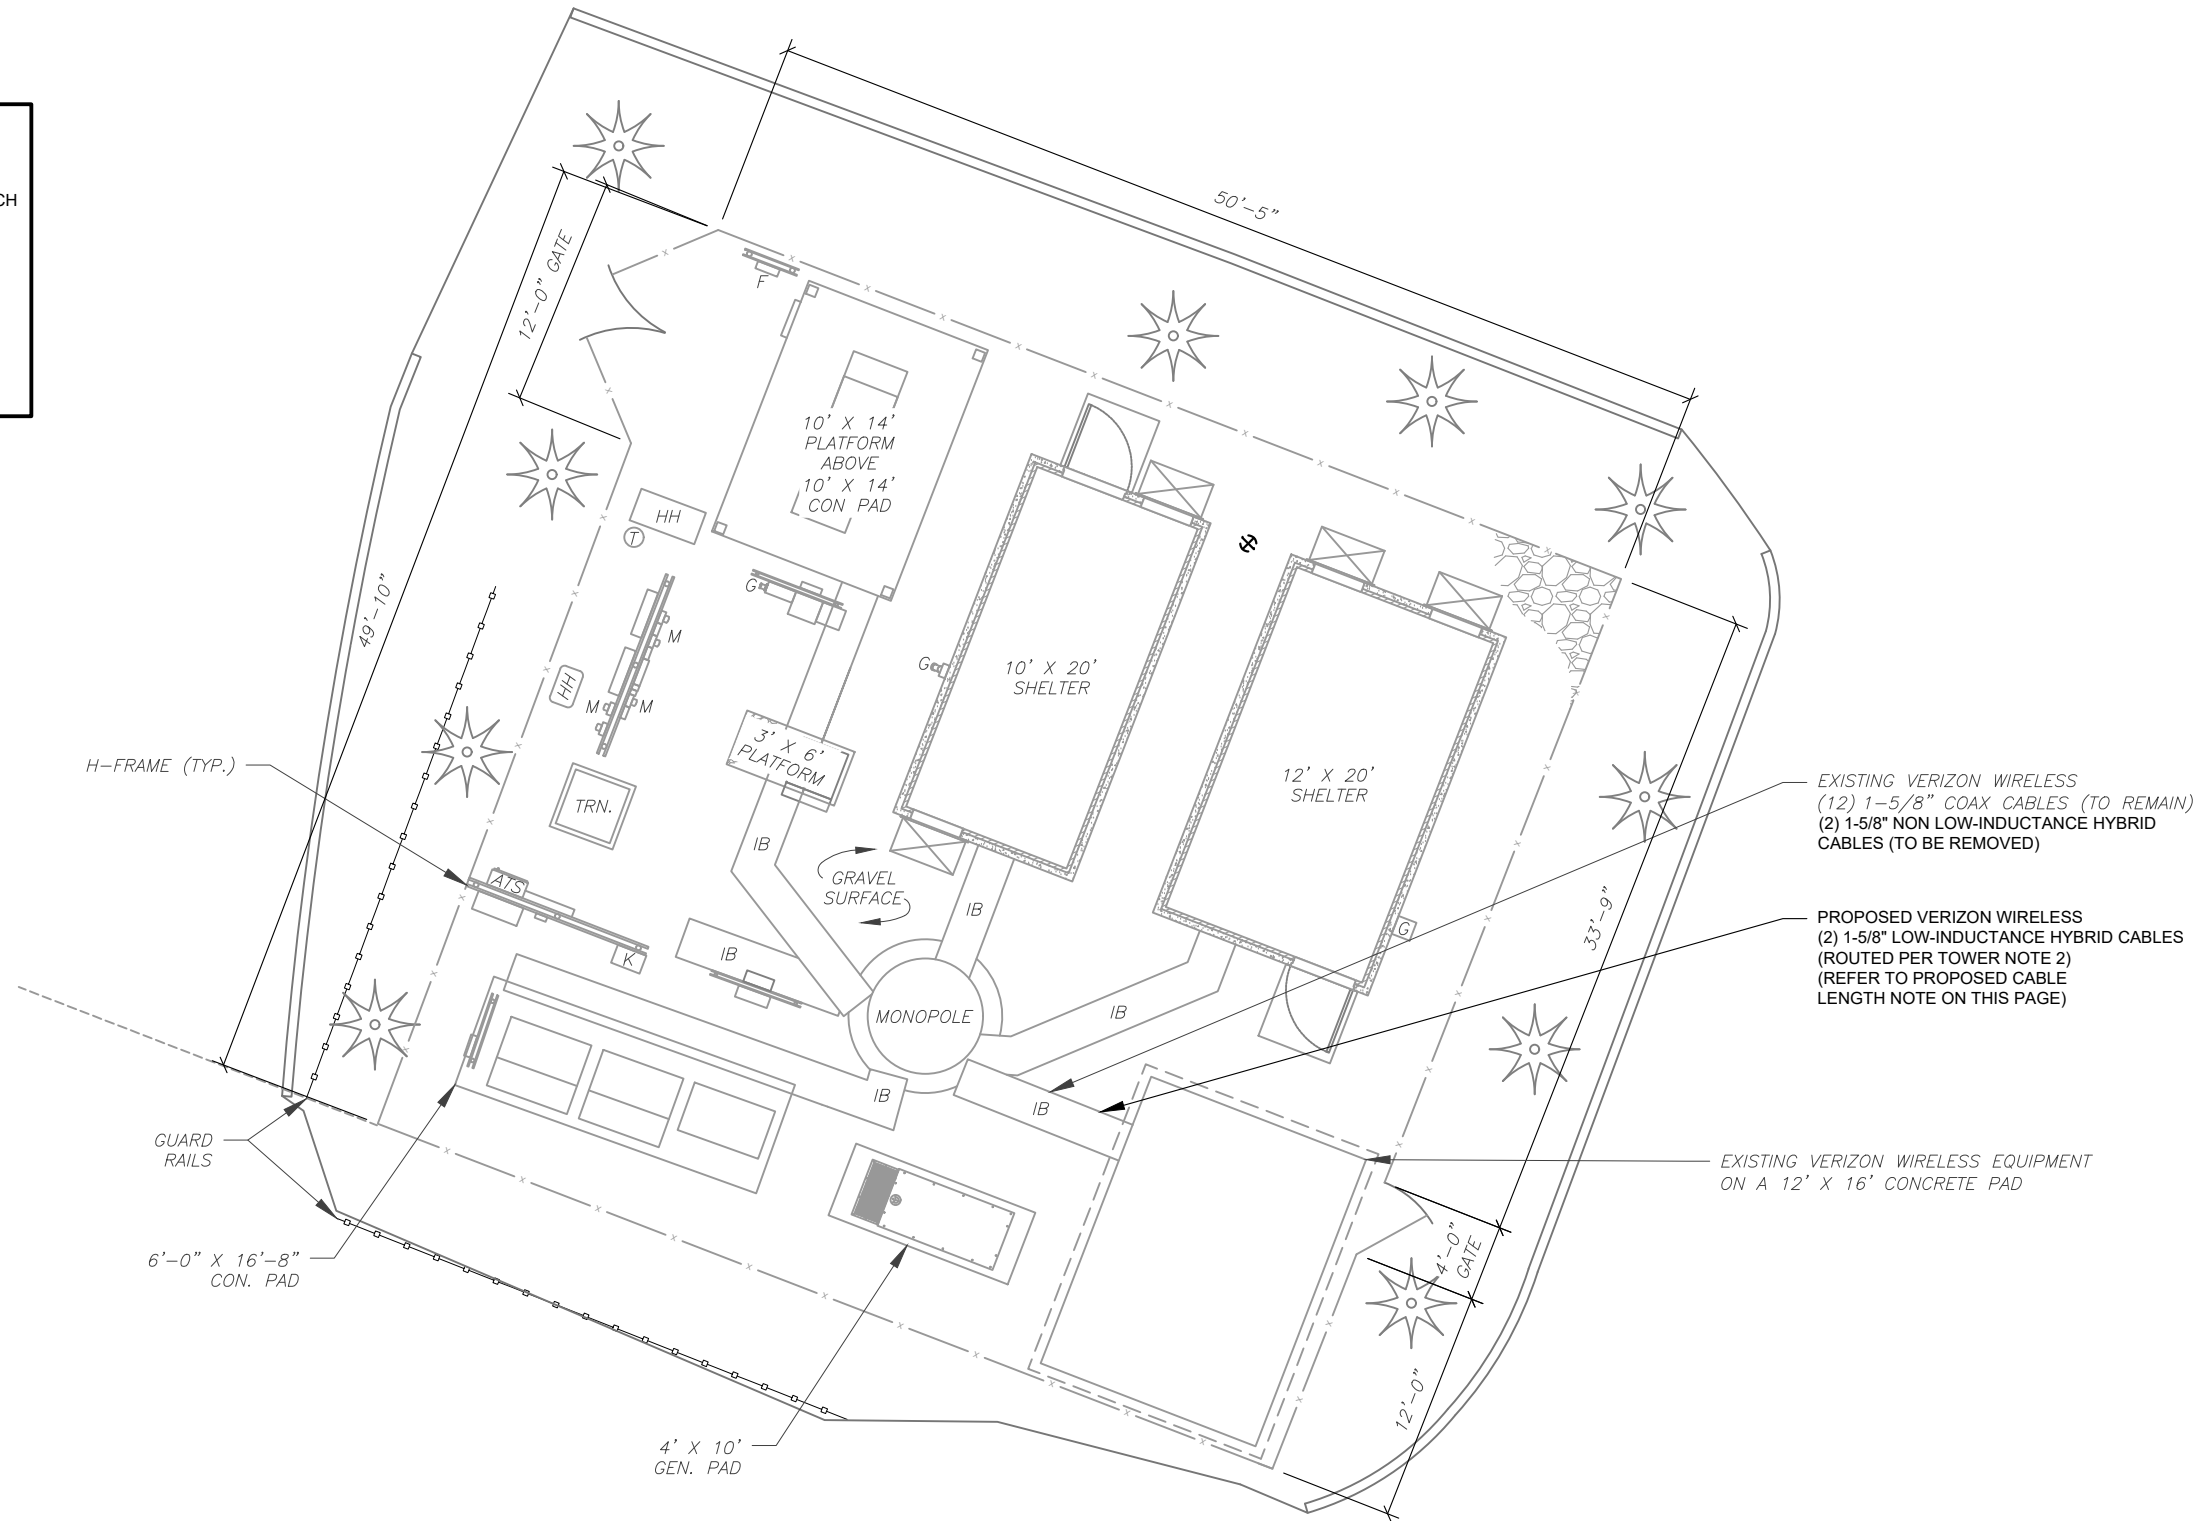 CH
50'-5"
12'-0" GATE
F
10' X 14'
PLATFORM
ABOVE
10' X 14'
CON PAD
HH
T
49'-10"
G
M
HH
M
M
G
10' X 20'
SHELTER
3' X 6'
PLATFORM
H-FRAME (TYP.)
TRN.
12' X 20'
SHELTER
EXISTING VERIZON WIRELESS
(12) 1-5/8" COAX CABLES (TO REMAIN)
(2) 1-5/8" NON LOW-INDUCTANCE HYBRID
CABLES (TO BE REMOVED)
IB
ATS
GRAVEL
SURFACE
IB
33'-9"
G
PROPOSED VERIZON WIRELESS
(2) 1-5/8" LOW-INDUCTANCE HYBRID CABLES
(ROUTED PER TOWER NOTE 2)
(REFER TO PROPOSED CABLE
LENGTH NOTE ON THIS PAGE)
K
IB
MONOPOLE
IB
IB
IB
GUARD
RAILS
EXISTING VERIZON WIRELESS EQUIPMENT
ON A 12' X 16' CONCRETE PAD
6'-0" X 16'-8"
CON. PAD
4'-0"
GATE
12'-0"
4' X 10'
GEN. PAD